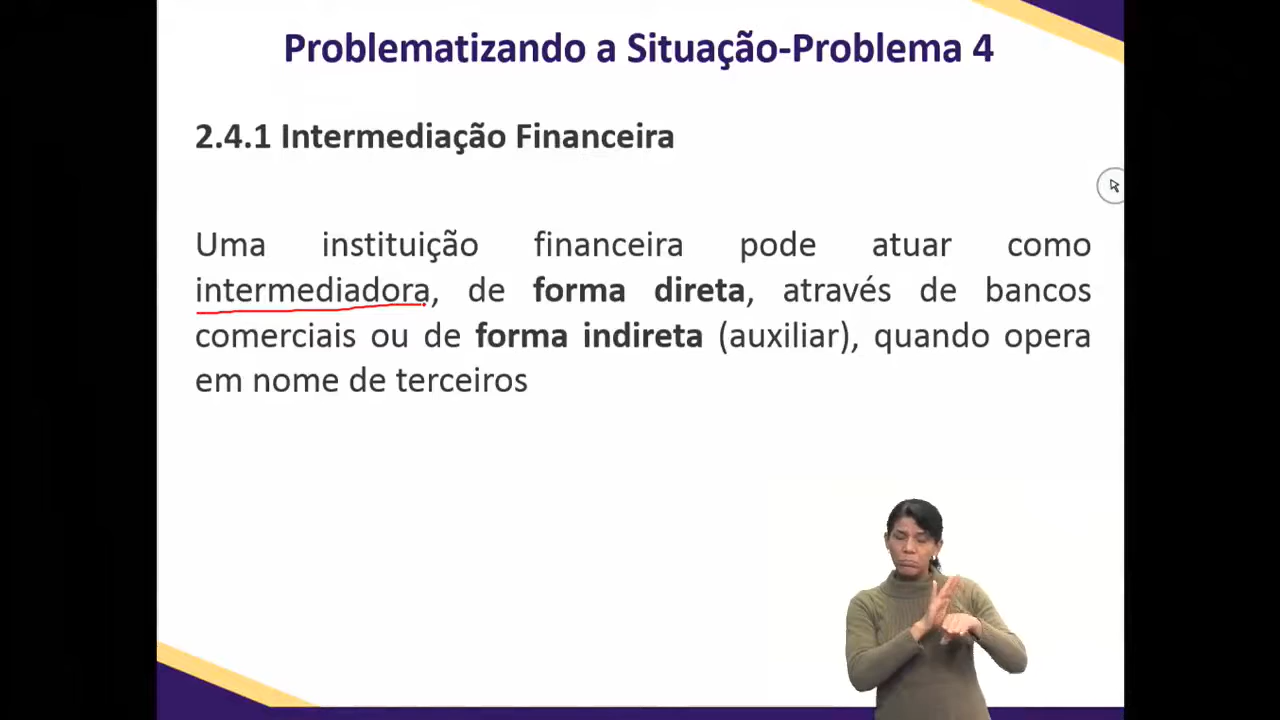 Problematizando a Situação-Problema 4
2.4.1 Intermediação Financeira
Uma instituição financeira pode atuar como
intermediadora, de forma direta, através de bancos
comerciais ou de forma indireta (auxiliar), quando opera
em nome de terceiros